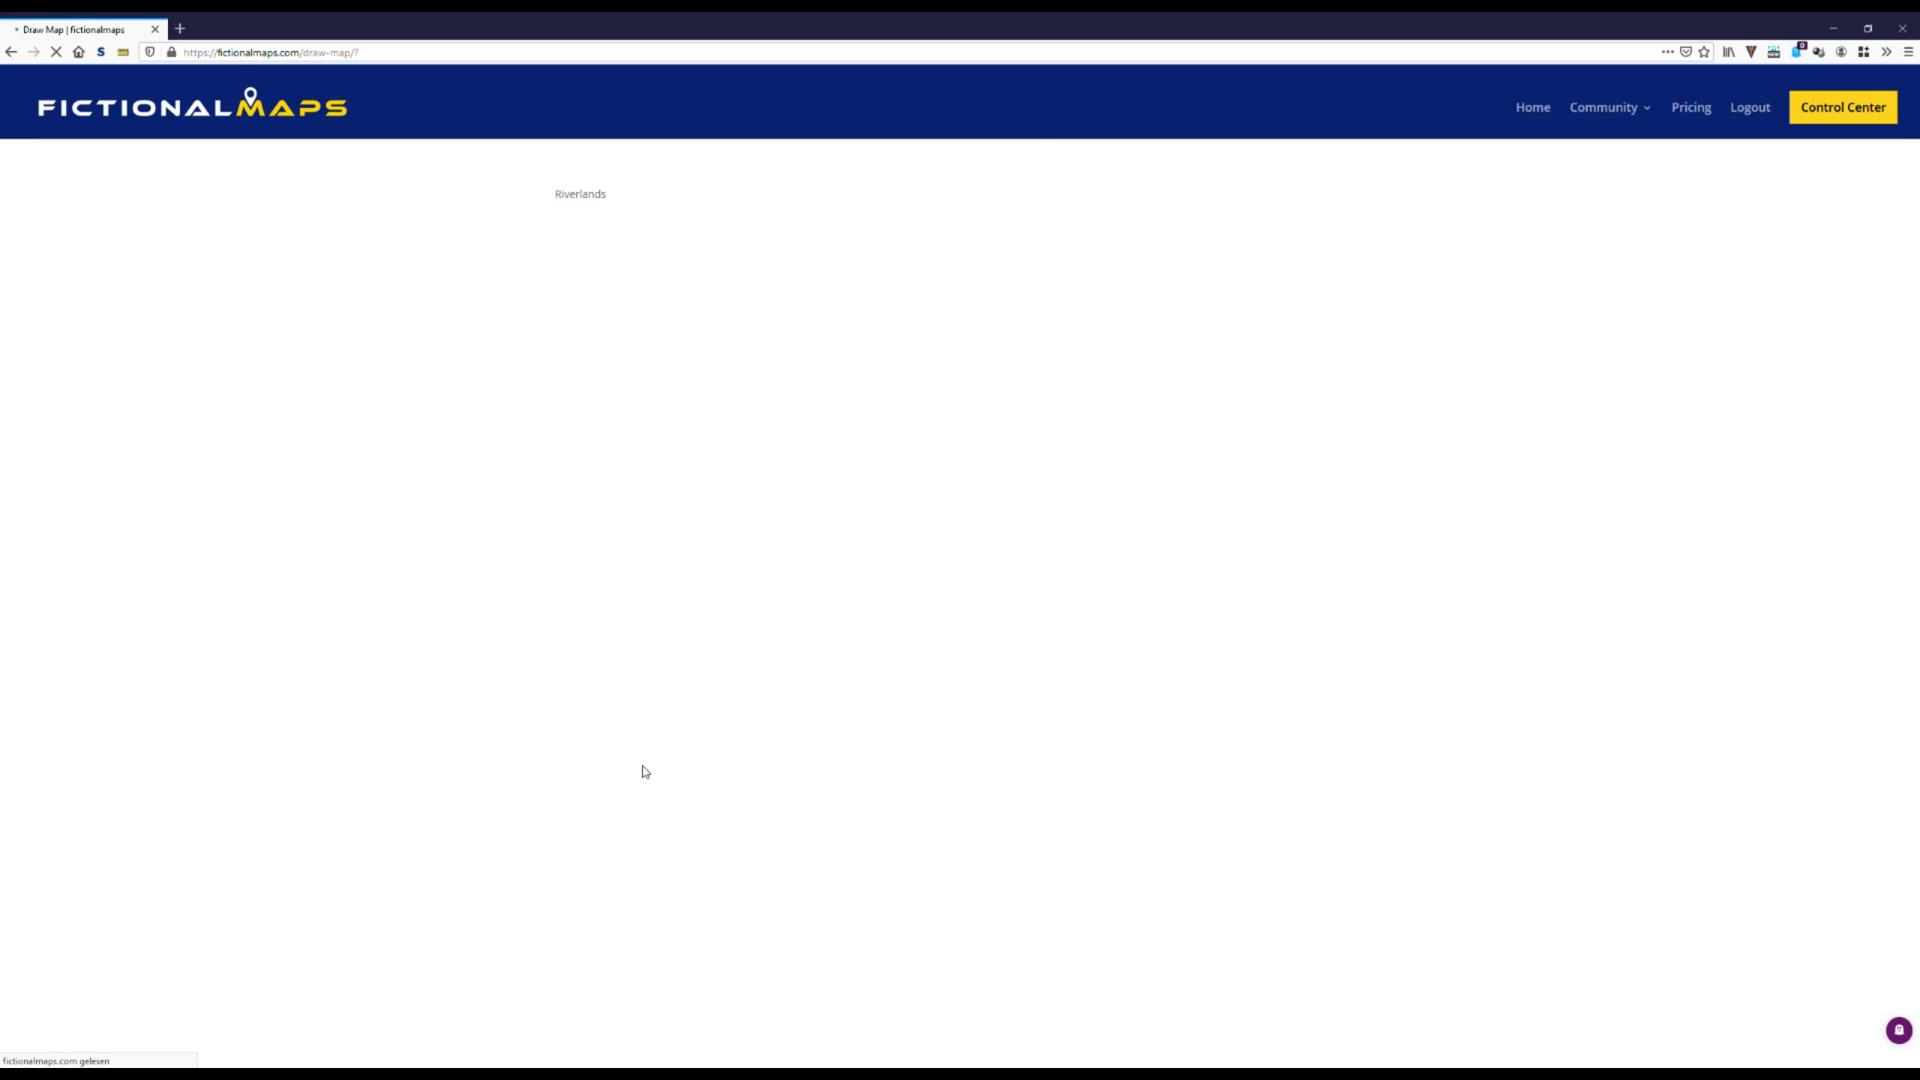 Draw Map | fictionalmaps
S
https://fictionalmaps.com/draw-map/?
0
FICTIONALMAPS
Home
Community
Pricing
Logout
Control Center
Riverlands
fictionalmaps.com gelesen